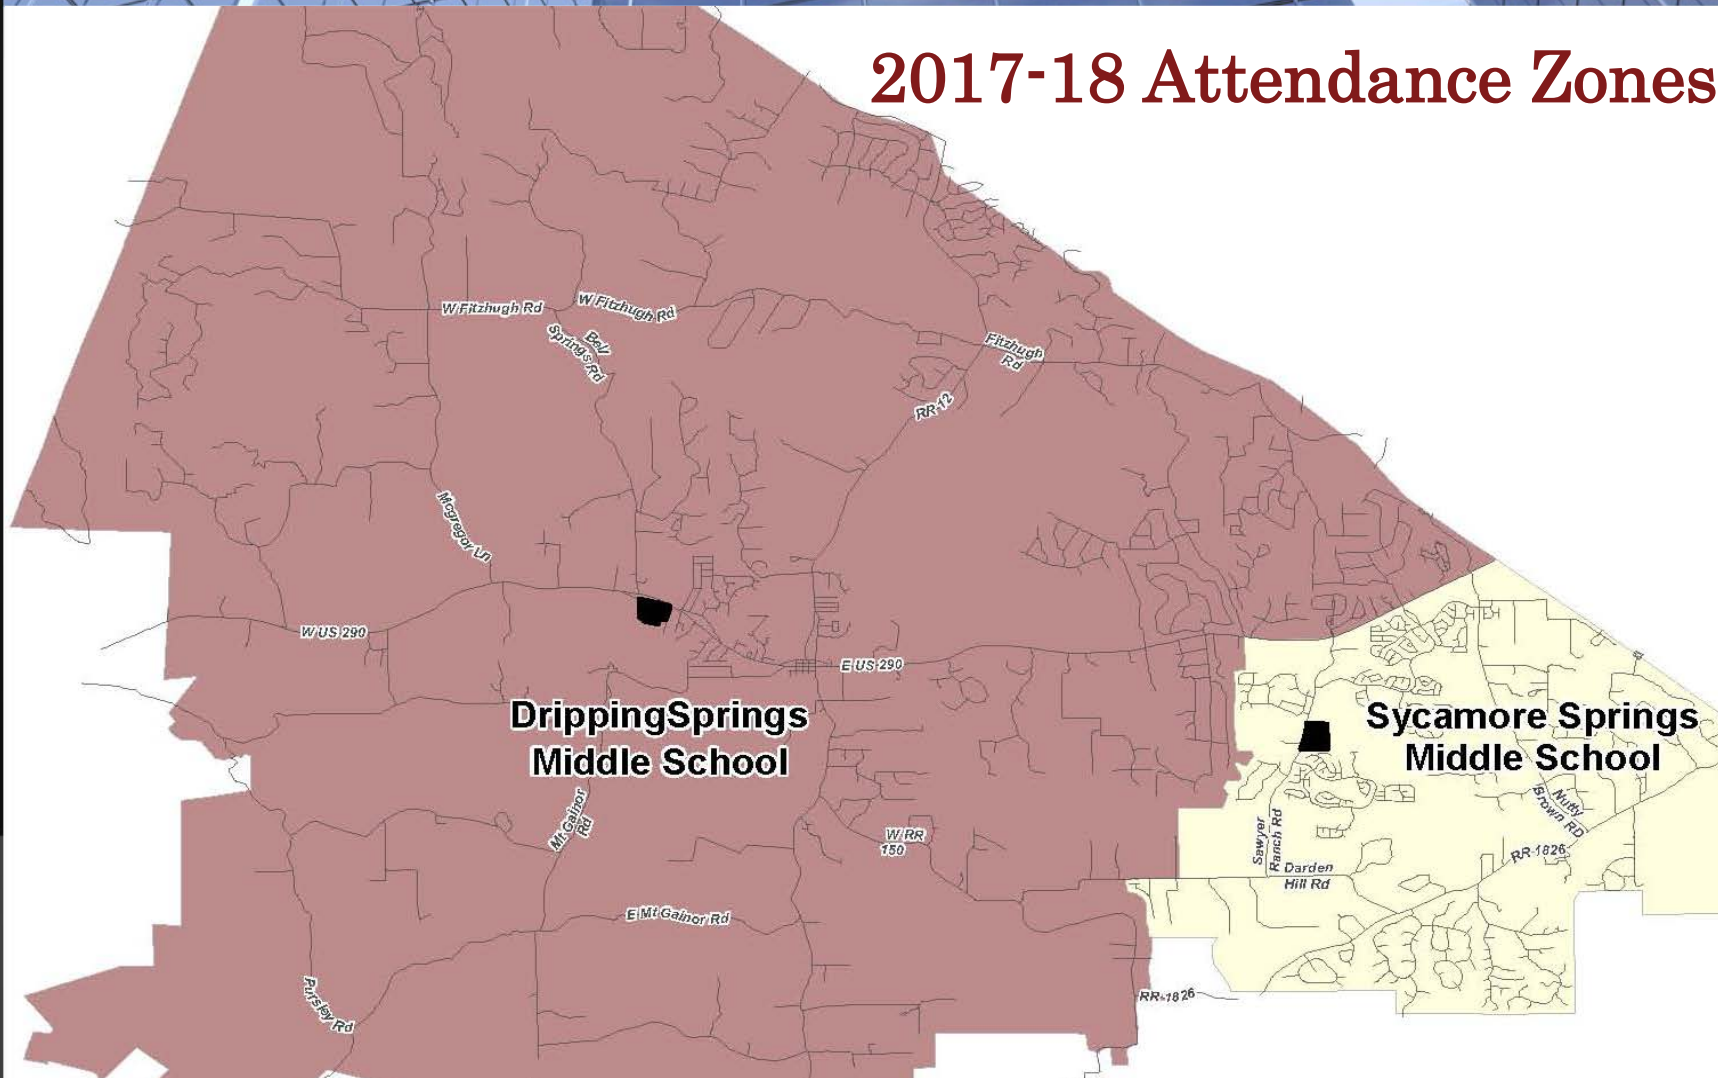 2017-18 Attendance Zones
W Fitzhugh Rd
W Fitzhugh Rd
Bell
Springs Rd
Fitzhugh
Rd
RR-12
Mcgregor Ln
W US 290
E US 290
DrippingSprings
Middle School
Sycamore Springs
Middle School
Mt Gainor
Rd
W RR
150
Nutty
Brown RD
Sawyer
Ranch Rd
RR-1826
Darden
Hill Rd
E Mt Gainor Rd
Pursley Rd
RR-1826